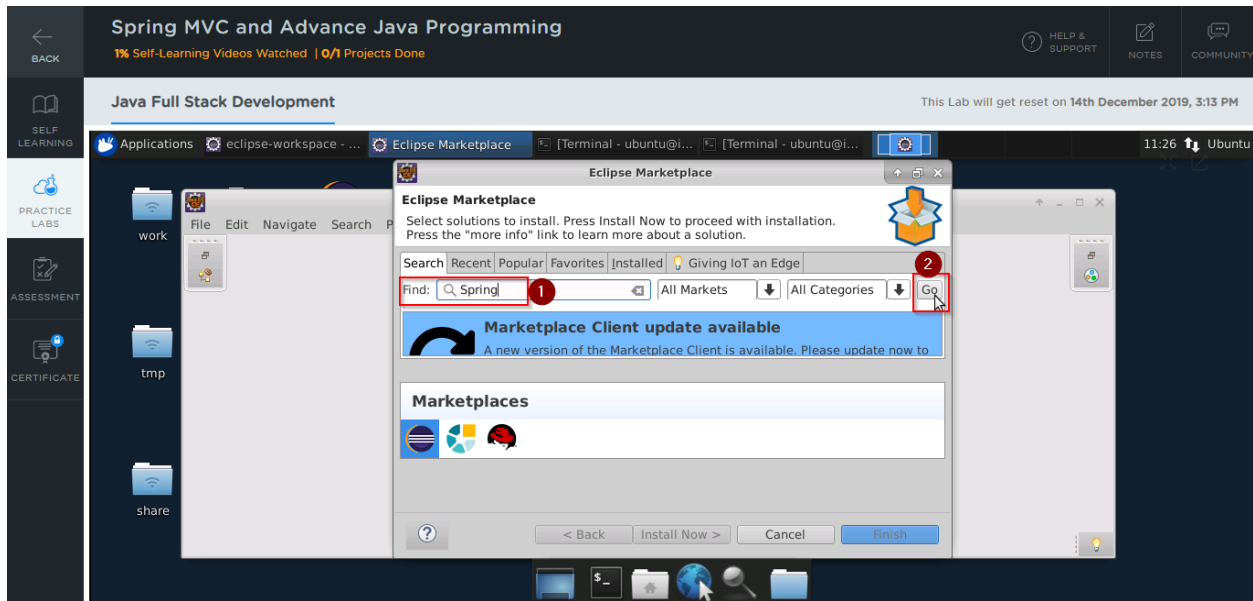 Spring MVC and Advance Java Programming
1% Self-Learning Videos Watched | 0/1 Projects Done
BACK
HELP & SUPPORT
NOTES
COMMUNITY
Java Full Stack Development
This Lab will get reset on 14th December 2019, 3:13 PM
SELF LEARNING
PRACTICE LABS
ASSESSMENT
CERTIFICATE
Applications eclipse-workspace - ... Eclipse Marketplace [Terminal - ubuntu@i... [Terminal - ubuntu@i... 11:26 Ubuntu
work
tmp
share
File Edit Navigate Search P
Eclipse Marketplace
Eclipse Marketplace
Select solutions to install. Press Install Now to proceed with installation.
Press the "more info" link to learn more about a solution.
Search Recent Popular Favorites Installed Giving IoT an Edge
2
Find: Spring 1 All Markets All Categories Go
Marketplace Client update available
A new version of the Marketplace Client is available. Please update now to
Marketplaces
? < Back Install Now > Cancel Finish
$_